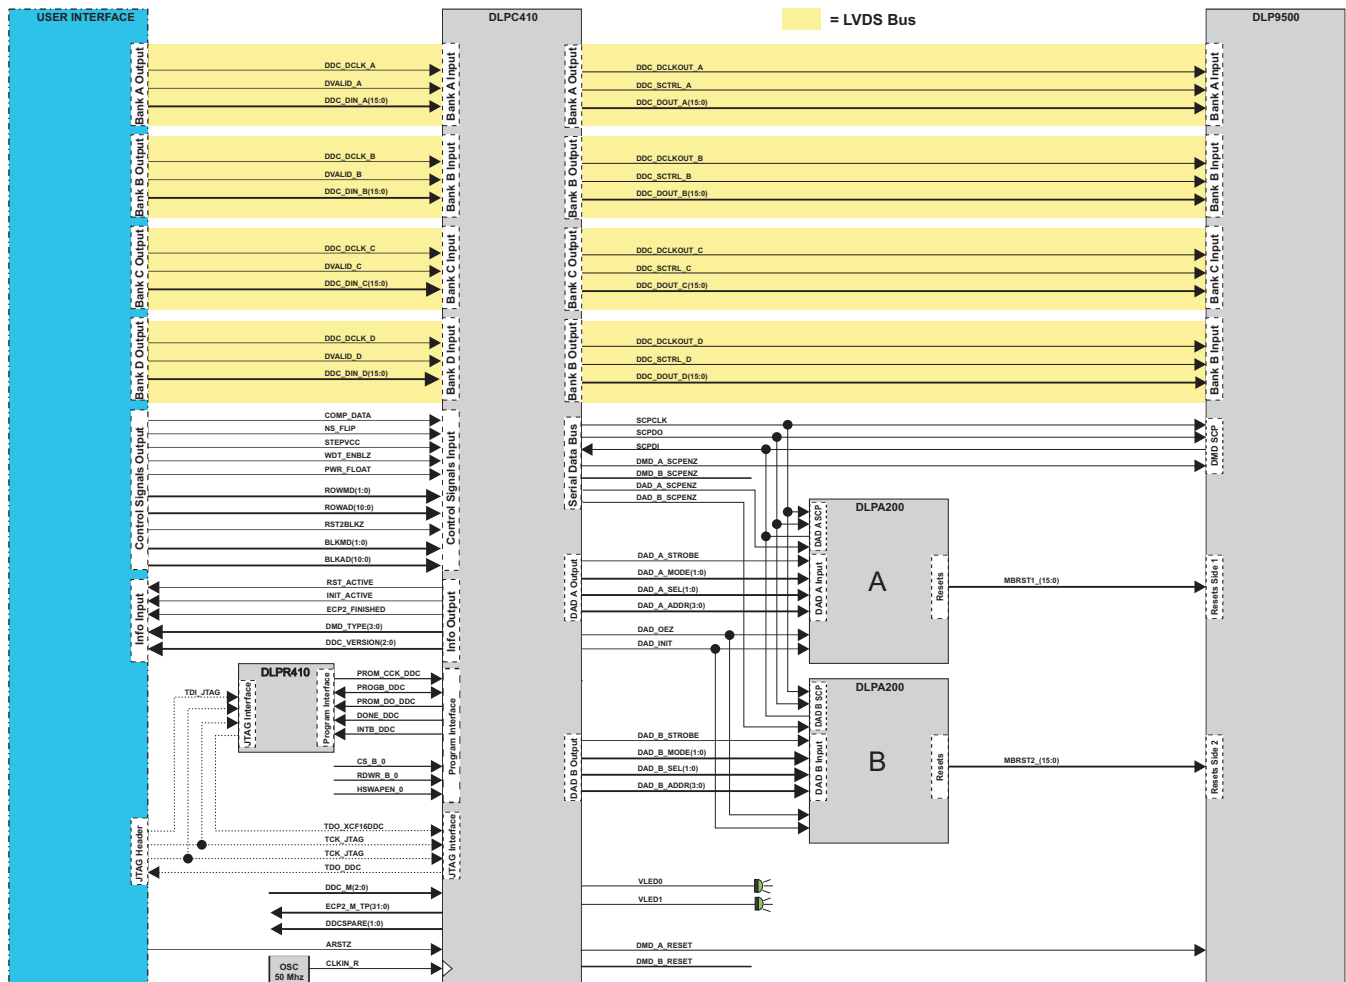 USER INTERFACE
DLPC410
= LVDS Bus
DLP9500
Bank A Output
DDC_DCLK_A
DVALID_A
DDC_DIN_A(15:0)
Bank A Input
Bank A Output
DDC_DCLKOUT_A
DDC_SCTRL_A
DDC_DOUT_A(15:0)
Bank A Input
Bank B Output
DDC_DCLK_B
DVALID_B
DDC_DIN_B(15:0)
Bank B Input
Bank B Output
DDC_DCLKOUT_B
DDC_SCTRL_B
DDC_DOUT_B(15:0)
Bank B Input
Bank C Output
DDC_DCLK_C
DVALID_C
DDC_DIN_C(15:0)
Bank C Input
Bank C Output
DDC_DCLKOUT_C
DDC_SCTRL_C
DDC_DOUT_C(15:0)
Bank C Input
Bank D Output
DDC_DCLK_D
DVALID_D
DDC_DIN_D(15:0)
Bank D Input
Bank B Output
DDC_DCLKOUT_D
DDC_SCTRL_D
DDC_DOUT_D(15:0)
Bank B Input
Control Signals Output
COMP_DATA
NS_FLIP
STEPVCC
WDT_ENBLZ
PWR_FLOAT
ROWMD(1:0)
ROWAD(10:0)
RST2BLKZ
BLKMD(1:0)
BLKAD(10:0)
Control Signals Input
Serial Data Bus
SCPCLK
SCPDO
SCPDI
DMD_A_SCPENZ
DMD_B_SCPENZ
DAD_A_SCPENZ
DAD_B_SCPENZ
DMD SCP
DLPA200
DAD A SCP
A
DAD A Output
DAD_A_STROBE
DAD_A_MODE(1:0)
DAD_A_SEL(1:0)
DAD_A_ADDR(3:0)
DAD_OEZ
DAD_INIT
DAD A Input
Resets
MBRST1_(15:0)
Resets Side 1
Info Input
RST_ACTIVE
INIT_ACTIVE
ECP2_FINISHED
DMD_TYPE(3:0)
DDC_VERSION(2:0)
Info Output
DLPR410
TDI_JTAG
JTAG Interface
Program Interface
PROM_CCK_DDC
PROGB_DDC
PROM_DO_DDC
DONE_DDC
INTB_DDC
CS_B_0
RDWR_B_0
HSWAPEN_0
Program Interface
DLPA200
DAD B SCP
B
DAD B Output
DAD_B_STROBE
DAD_B_MODE(1:0)
DAD_B_SEL(1:0)
DAD_B_ADDR(3:0)
DAD B Input
Resets
MBRST2_(15:0)
Resets Side 2
JTAG Header
TDO_XCF16DDC
TCK_JTAG
TCK_JTAG
TDO_DDC
JTAG Interface
DDC_M(2:0)
ECP2_M_TP(31:0)
DDCSPARE(1:0)
VLED0
VLED1
ARSTZ
OSC
50 Mhz
CLKIN_R
DMD_A_RESET
DMD_B_RESET